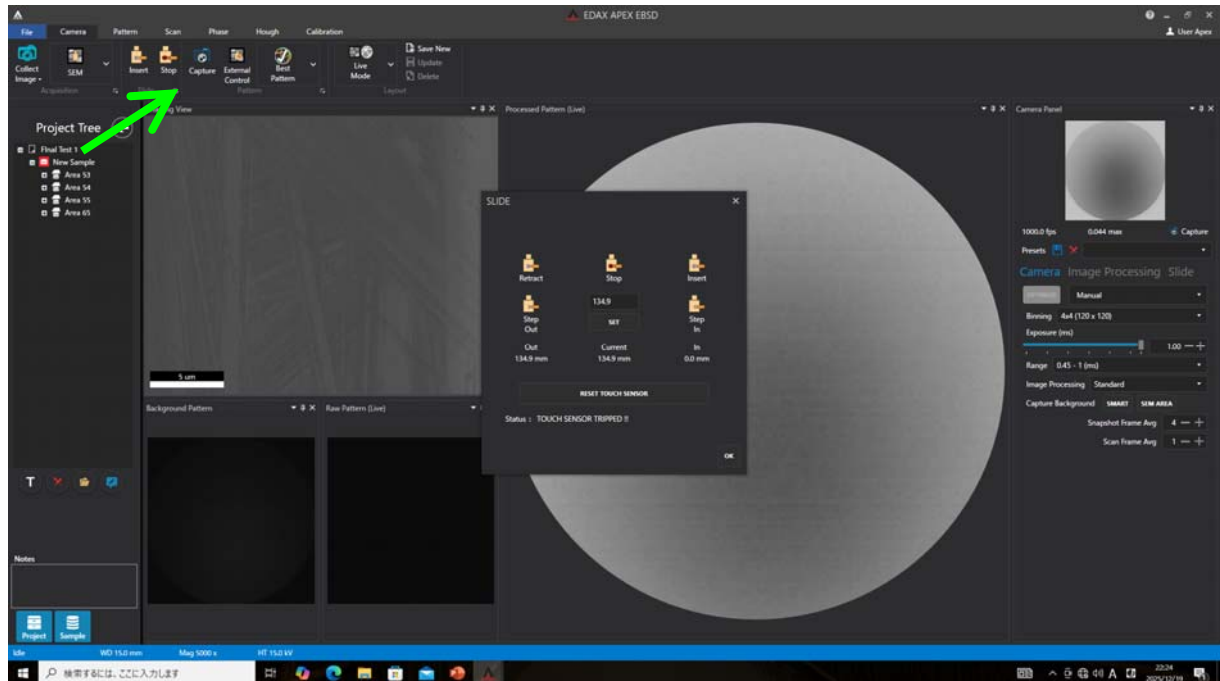 EDAX APEX EBSD
File Camera Pattern Scan Phase Hough Calibration
User Apex
Collect Image
SEM
Insert
Stop
Capture
External Control
Best Pattern
Live Mode
Save New
Update
Delete
Acquisition
Pattern
Layout
Project Tree
FInal Test 1
New Sample
Area 53
Area 54
Area 55
Area 65
T
Notes
Project
Sample
View
5 um
Background Pattern
Raw Pattern (Live)
Processed Pattern (Live)
SLIDE
Retract
Stop
Insert
Step Out
134.9
SET
Step In
Out
134.9 mm
Current
134.9 mm
In
0.0 mm
RESET TOUCH SENSOR
Status : TOUCH SENSOR TRIPPED !!
OK
Camera Panel
1000.0 fps
0.044 max
Capture
Presets
Camera Image Processing Slide
Manual
Binning 4x4 (120 x 120)
Exposure (ms)
1.00
Range 0.45 - 1 (ms)
Image Processing Standard
Capture Background SMART SEM AREA
Snapshot Frame Avg 4
Scan Frame Avg 1
Idle WD 15.0 mm Mag 5000 x HT 15.0 kV
検索するには、ここに入力します
A
22:24
2025/12/19